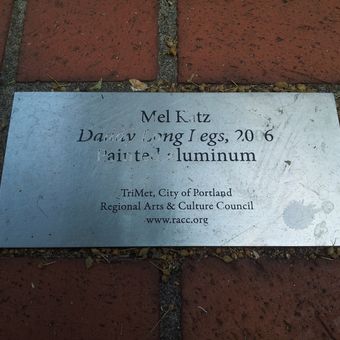 Mel Katz
Daddy Long Legs, 2006
Painted aluminum
TriMet, City of Portland
Regional Arts & Culture Council
www.racc.org